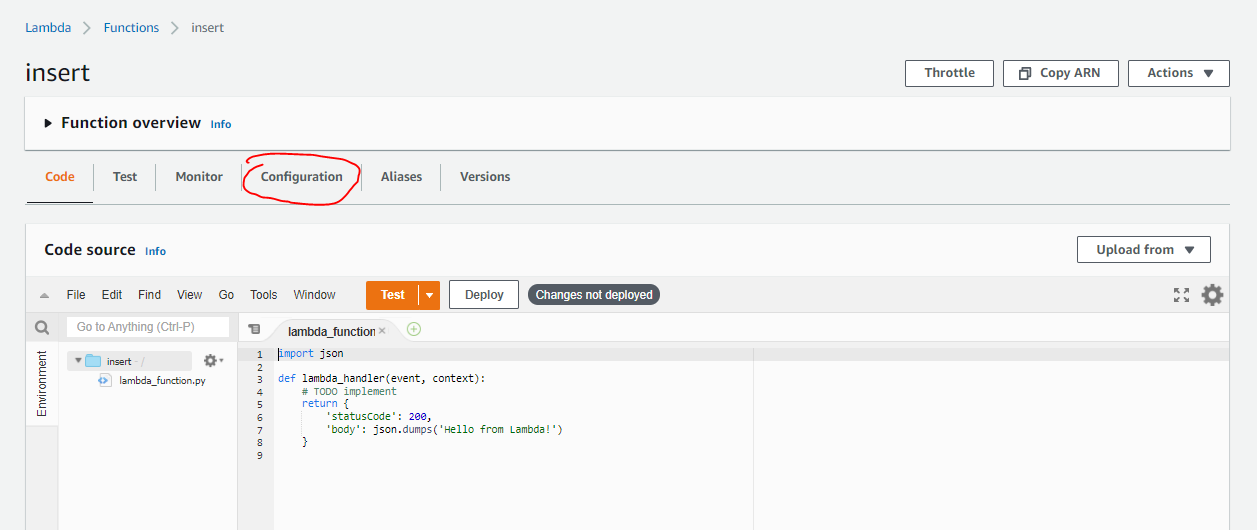 Lambda > Functions > insert
insert
Throttle Copy ARN Actions
Function overview Info
Code Test Monitor Configuration Aliases Versions
Code source Info
Upload from
File Edit Find View Go Tools Window Test Deploy Changes not deployed
Go to Anything (Ctrl-P) lambda_function
Environment
insert - /
lambda_function.py
1 import json
2
3 def lambda_handler(event, context):
4 # TODO implement
5 return {
6 'statusCode': 200,
7 'body': json.dumps('Hello from Lambda!')
8 }
9